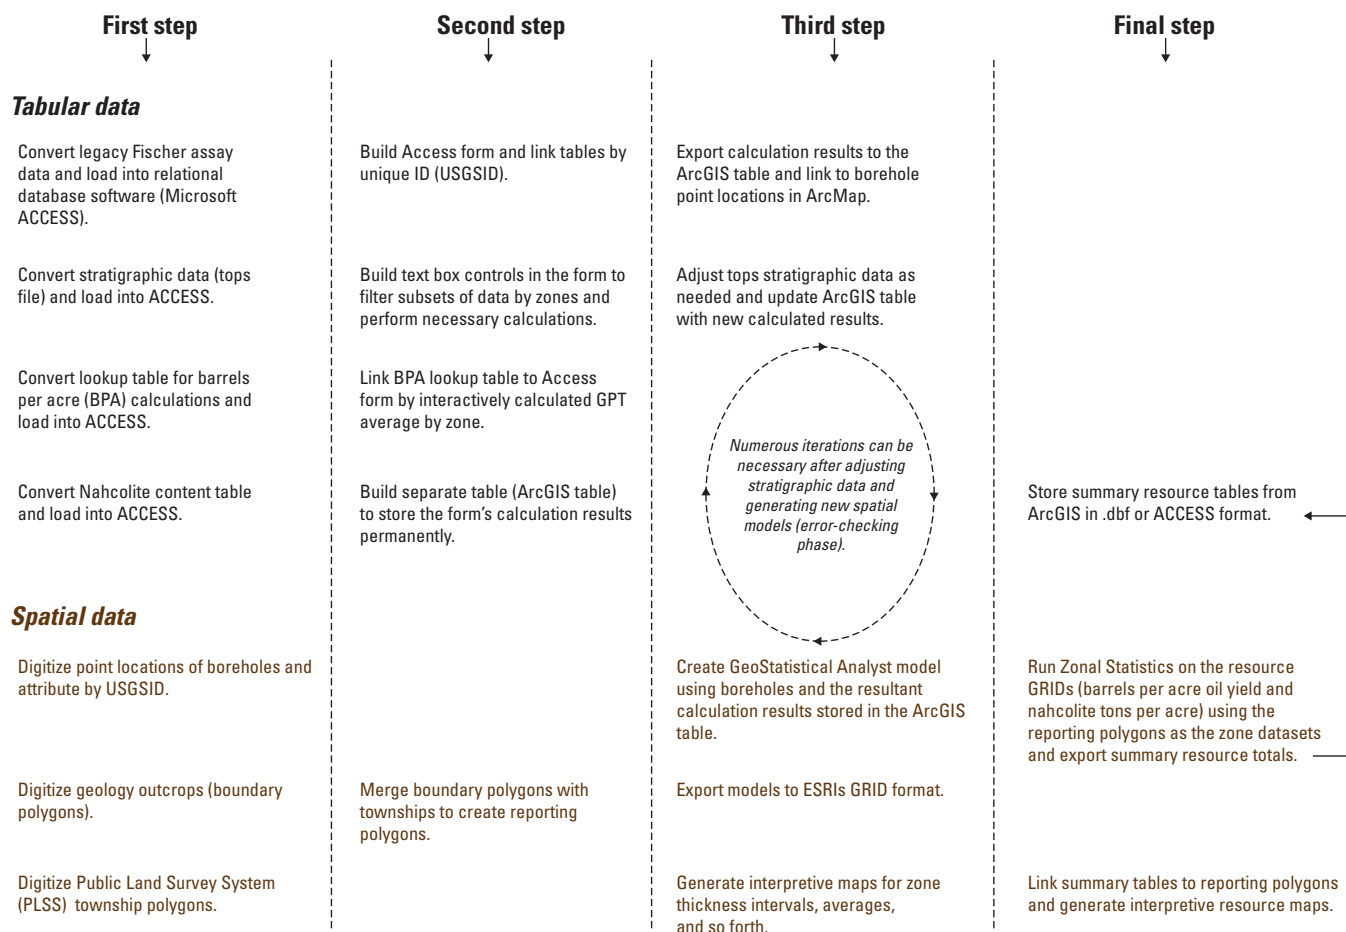 First step
Second step
Third step
Final step
Tabular data
Convert legacy Fischer assay
data and load into relational
database software (Microsoft
ACCESS).
Build Access form and link tables by
unique ID (USGSID).
Export calculation results to the
ArcGIS table and link to borehole
point locations in ArcMap.
Convert stratigraphic data (tops
file) and load into ACCESS.
Build text box controls in the form to
filter subsets of data by zones and
perform necessary calculations.
Adjust tops stratigraphic data as
needed and update ArcGIS table
with new calculated results.
Convert lookup table for barrels
per acre (BPA) calculations and
load into ACCESS.
Link BPA lookup table to Access
form by interactively calculated GPT
average by zone.
Numerous iterations can be
necessary after adjusting
stratigraphic data and
generating new spatial
models (error-checking
phase).
Convert Nahcolite content table
and load into ACCESS.
Build separate table (ArcGIS table)
to store the form's calculation results
permanently.
Store summary resource tables from
ArcGIS in .dbf or ACCESS format.
Spatial data
Digitize point locations of boreholes and
attribute by USGSID.
Create GeoStatistical Analyst model
using boreholes and the resultant
calculation results stored in the ArcGIS
table.
Run Zonal Statistics on the resource
GRIDs (barrels per acre oil yield and
nahcolite tons per acre) using the
reporting polygons as the zone datasets
and export summary resource totals.
Digitize geology outcrops (boundary
polygons).
Merge boundary polygons with
townships to create reporting
polygons.
Export models to ESRIs GRID format.
Digitize Public Land Survey System
(PLSS) township polygons.
Generate interpretive maps for zone
thickness intervals, averages,
and so forth.
Link summary tables to reporting polygons
and generate interpretive resource maps.